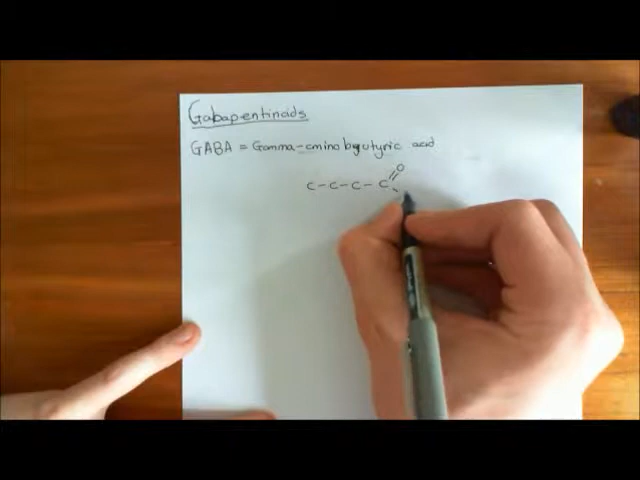 Gabapentinoids
GABA = Gamma-amino butyric acid
O
C-C-C-C